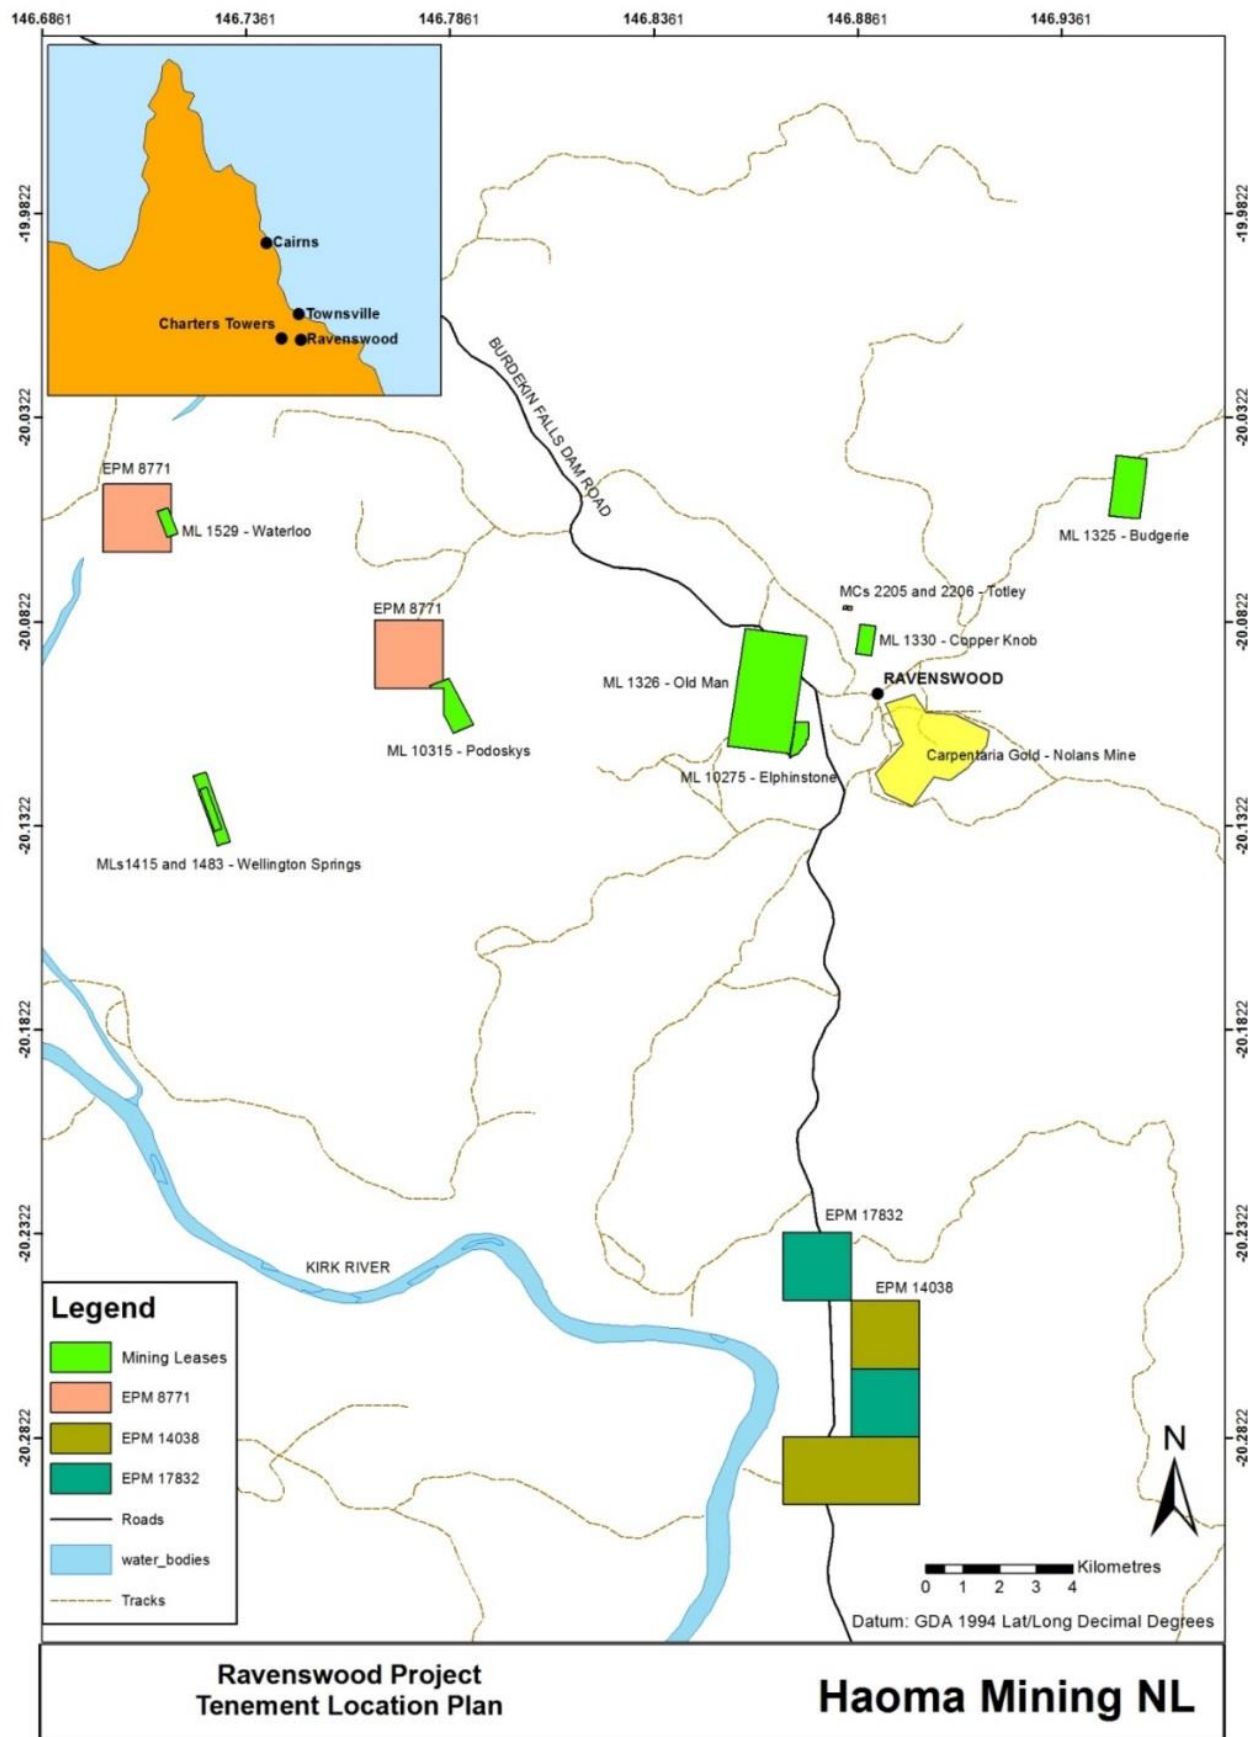 146.6861 146.7361 146.7861 146.8361 146.8861 146.9361
-19.9822
-19.9822
Cairns
Townsville
Charters Towers
Ravenswood
BURDEKIN FALLS DAM ROAD
-20.0322
-20.0322
EPM 8771
ML 1529 - Waterloo
ML 1325 - Budgerie
MCs 2205 and 2206 - Totley
EPM 8771
-20.0822
-20.0822
ML 1330 - Copper Knob
RAVENSWOOD
ML 1326 - Old Man
ML 10315 - Podoskys
Carpentaria Gold - Nolans Mine
ML 10275 - Elphinstone
-20.1322
-20.1322
MLs1415 and 1483 - Wellington Springs
-20.1822
-20.1822
EPM 17832
-20.2322
-20.2322
KIRK RIVER
EPM 14038
Legend
Mining Leases
EPM 8771
EPM 14038
EPM 17832
Roads
water_bodies
Tracks
-20.2822
-20.2822
N
Kilometres
0 1 2 3 4
Datum: GDA 1994 Lat/Long Decimal Degrees
Ravenswood Project
Tenement Location Plan
Haoma Mining NL